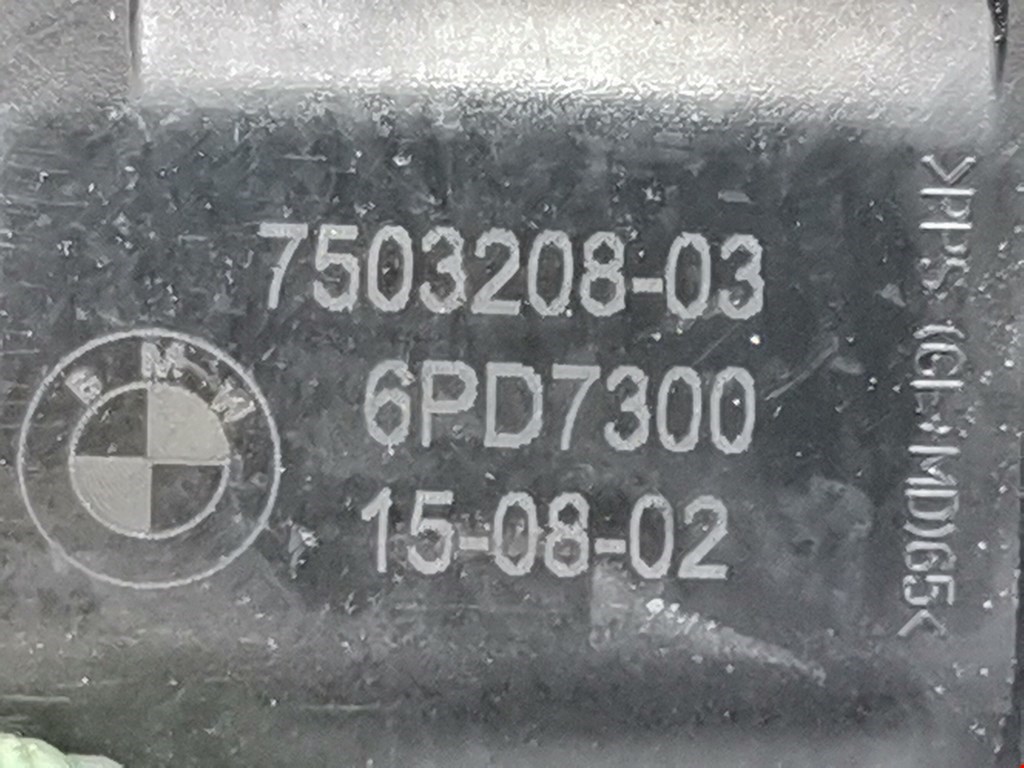 7503208-03
6PD7300
15-08-02
BMW
>PPS (GF+MD)65<